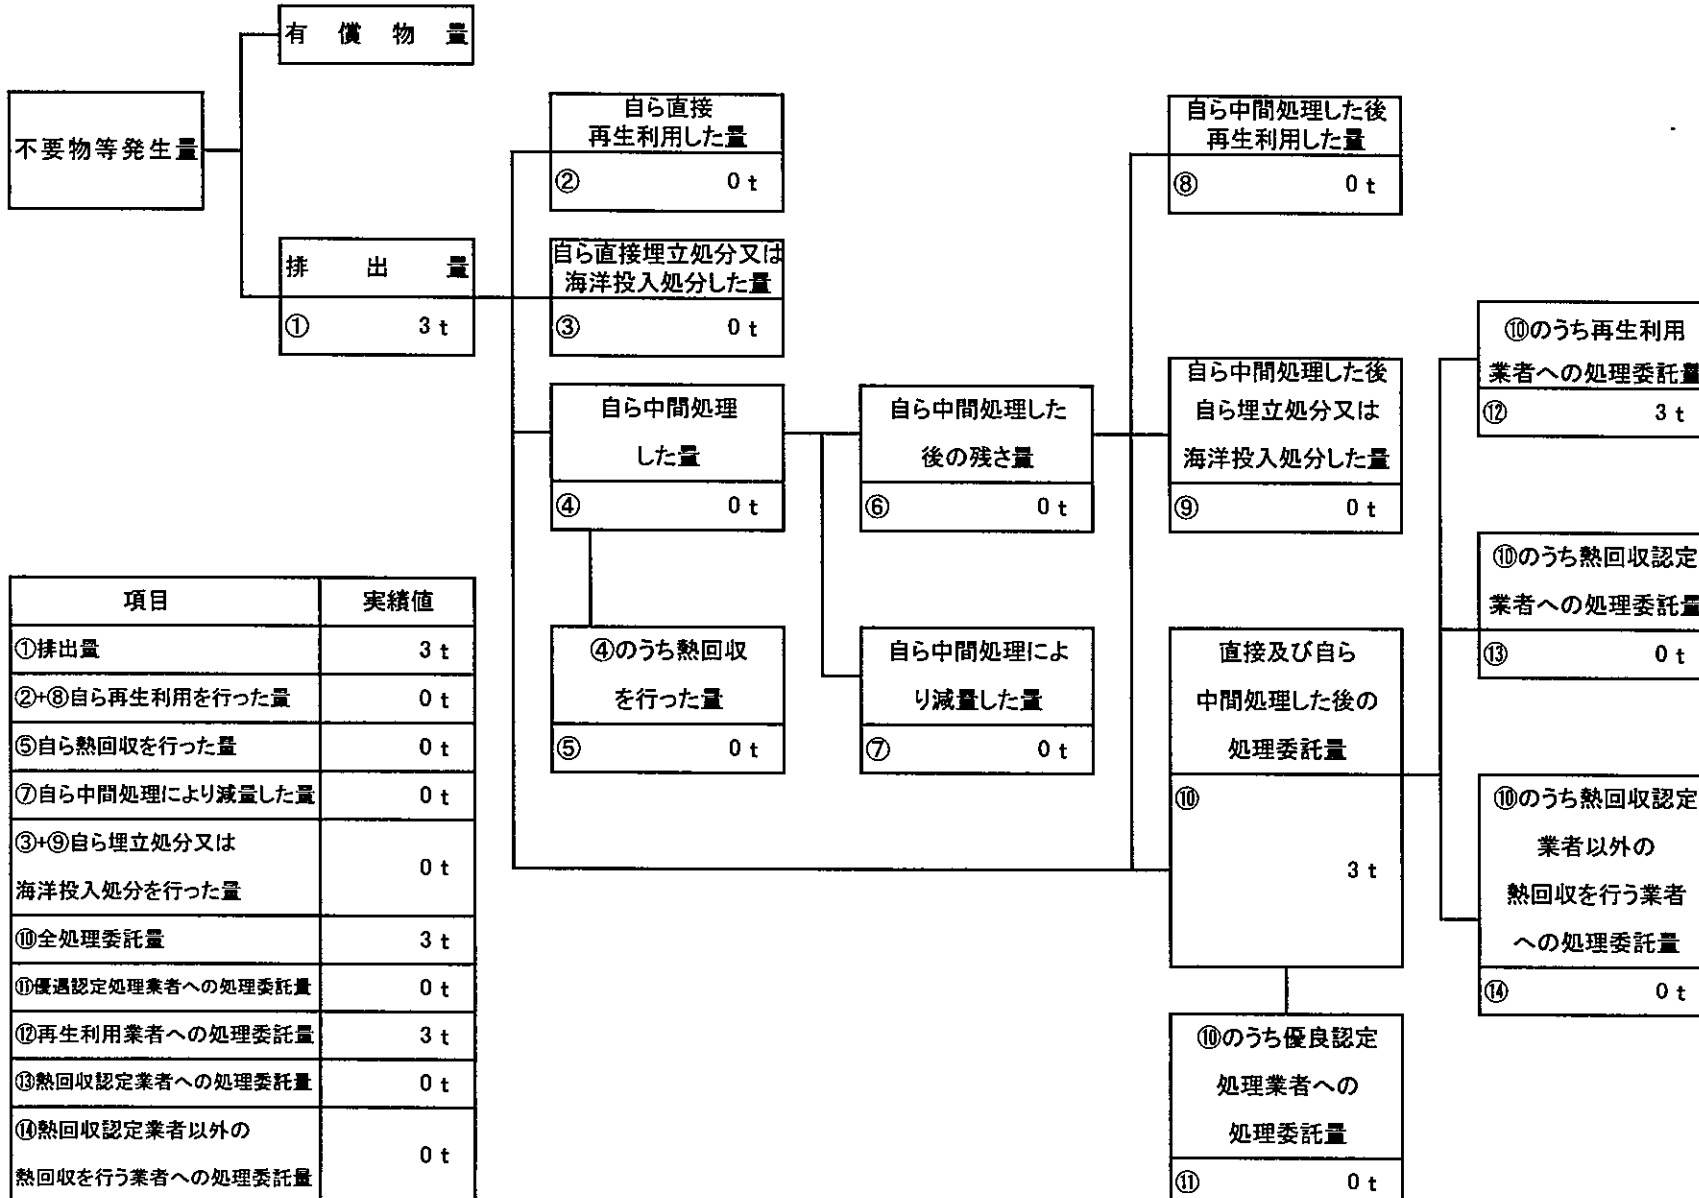 有償物量
不要物等発生量
排出量
① 3 t
自ら直接
再生利用した量
② 0 t
自ら直接埋立処分又は
海洋投入処分した量
③ 0 t
自ら中間処理
した量
④ 0 t
④のうち熱回収
を行った量
⑤ 0 t
自ら中間処理した
後の残さ量
⑥ 0 t
自ら中間処理によ
り減量した量
⑦ 0 t
自ら中間処理した後
再生利用した量
⑧ 0 t
自ら中間処理した後
自ら埋立処分又は
海洋投入処分した量
⑨ 0 t
直接及び自ら
中間処理した後の
処理委託量
⑩
3 t
⑩のうち優良認定
処理業者への
処理委託量
⑪ 0 t
⑩のうち再生利用
業者への処理委託量
⑫ 3 t
⑩のうち熱回収認定
業者への処理委託量
⑬ 0 t
⑩のうち熱回収認定
業者以外の
熱回収を行う業者
への処理委託量
⑭ 0 t
項目 実績値
①排出量 3 t
②+⑧自ら再生利用を行った量 0 t
⑤自ら熱回収を行った量 0 t
⑦自ら中間処理により減量した量 0 t
③+⑨自ら埋立処分又は
海洋投入処分を行った量 0 t
⑩全処理委託量 3 t
⑪優遇認定処理業者への処理委託量 0 t
⑫再生利用業者への処理委託量 3 t
⑬熱回収認定業者への処理委託量 0 t
⑭熱回収認定業者以外の
熱回収を行う業者への処理委託量 0 t